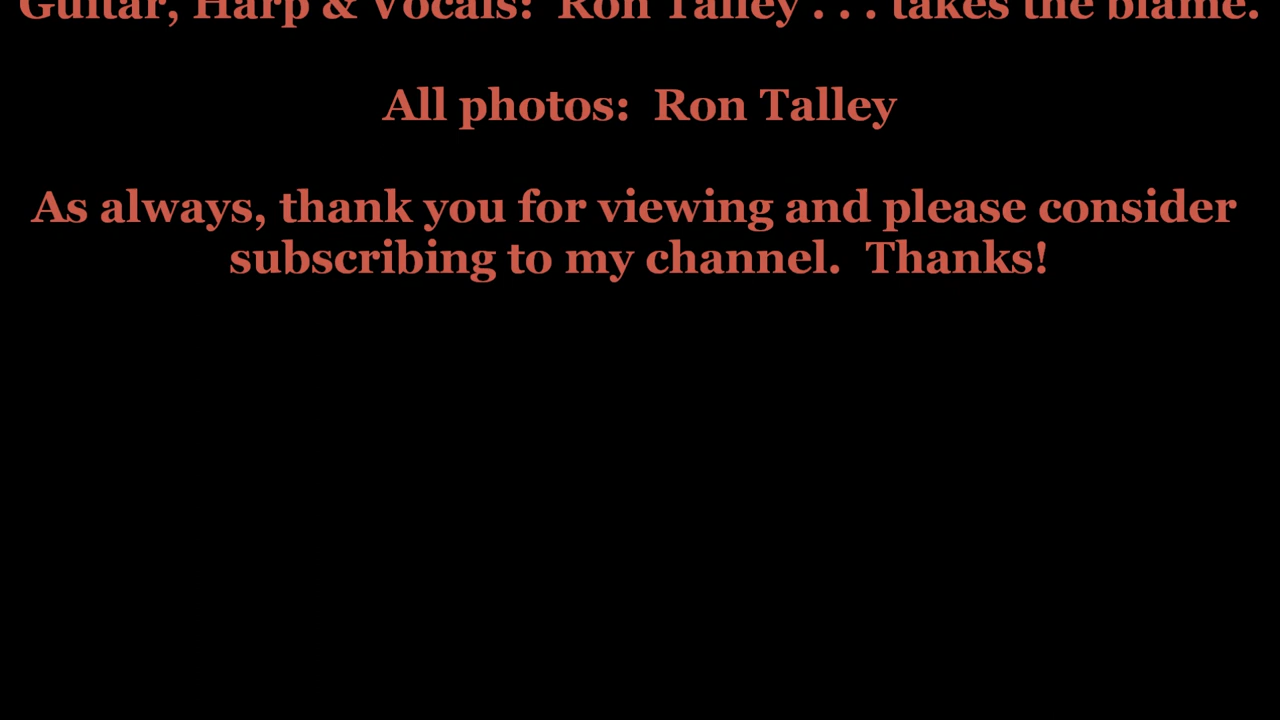 Guitar, Harp & Vocals:  Ron Talley . . . takes the blame.
All photos:  Ron Talley
As always, thank you for viewing and please consider
subscribing to my channel.  Thanks!